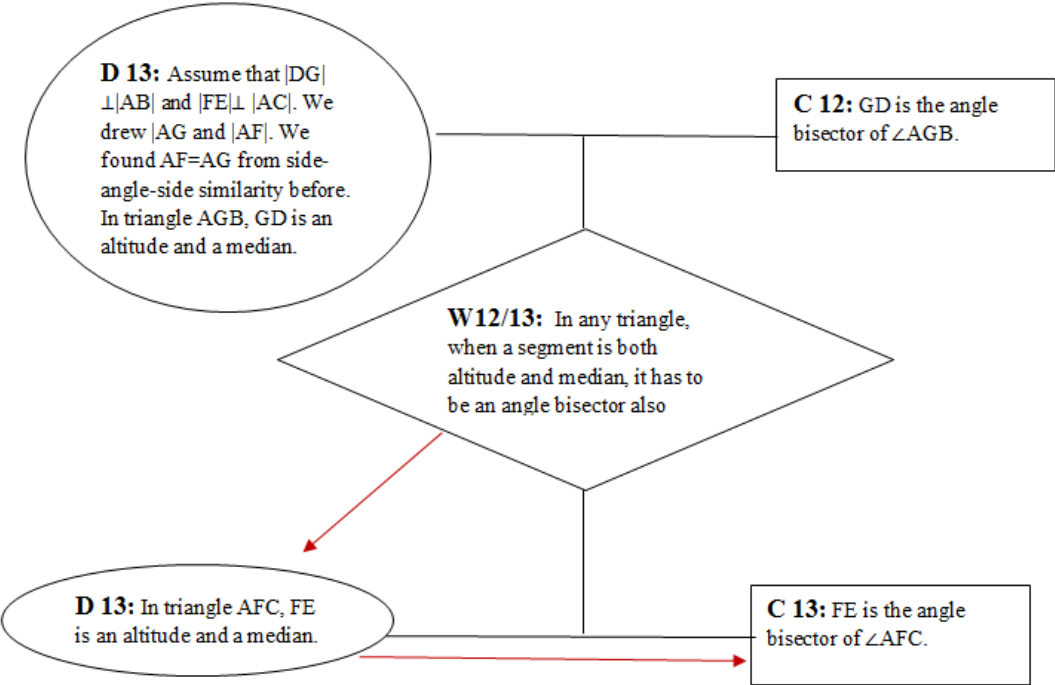 D 13: Assume that |DG|
⊥|AB| and |FE|⊥ |AC|. We
drew |AG and |AF|. We
found AF=AG from side-
angle-side similarity before.
In triangle AGB, GD is an
altitude and a median.
C 12: GD is the angle
bisector of ∠AGB.
W12/13: In any triangle,
when a segment is both
altitude and median, it has to
be an angle bisector also
D 13: In triangle AFC, FE
is an altitude and a median.
C 13: FE is the angle
bisector of ∠AFC.